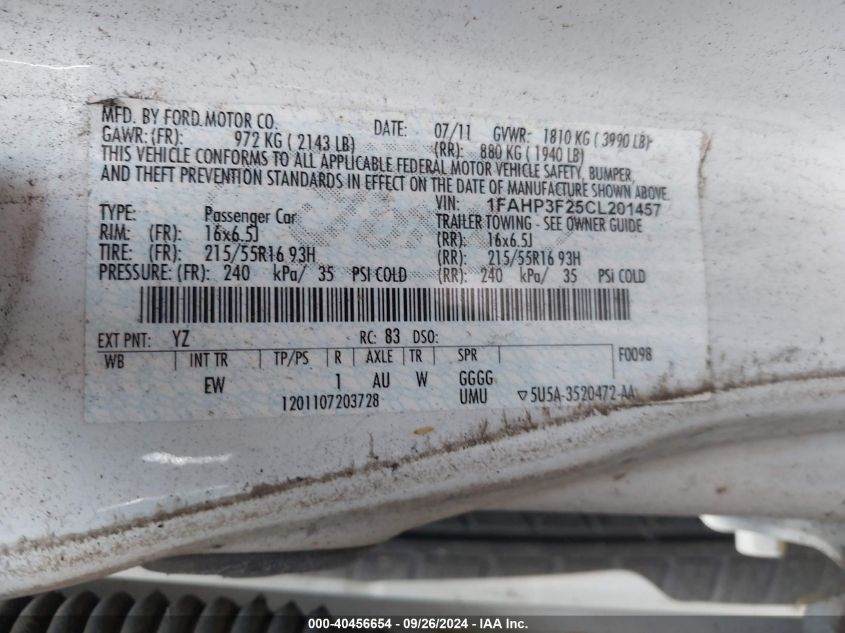 MFD. BY FORD MOTOR CO.
DATE: 07/11 GVWR: 1810 KG ( 3990 LB)
GAWR: (FR): 972 KG ( 2143 LB) (RR): 880 KG ( 1940 LB)
THIS VEHICLE CONFORMS TO ALL APPLICABLE FEDERAL MOTOR VEHICLE SAFETY, BUMPER,
AND THEFT PREVENTION STANDARDS IN EFFECT ON THE DATE OF MANUFACTURE SHOWN ABOVE.
VIN: 1FAHP3F25CL201457
TYPE: Passenger Car TRAILER TOWING - SEE OWNER GUIDE
RIM: (FR): 16x6.5J (RR): 16x6.5J
TIRE: (FR): 215/55R16 93H (RR): 215/55R16 93H
PRESSURE: (FR): 240 kPa/ 35 PSI COLD (RR): 240 kPa/ 35 PSI COLD
EXT PNT: YZ RC: 83 DSO:
WB INT TR TP/PS R AXLE TR SPR F0098
EW 1 AU W GGGG
1201107203728 UMU ▽5U5A-3520472-AA
000-40456654 / 09/26/2024 - IAA Inc.